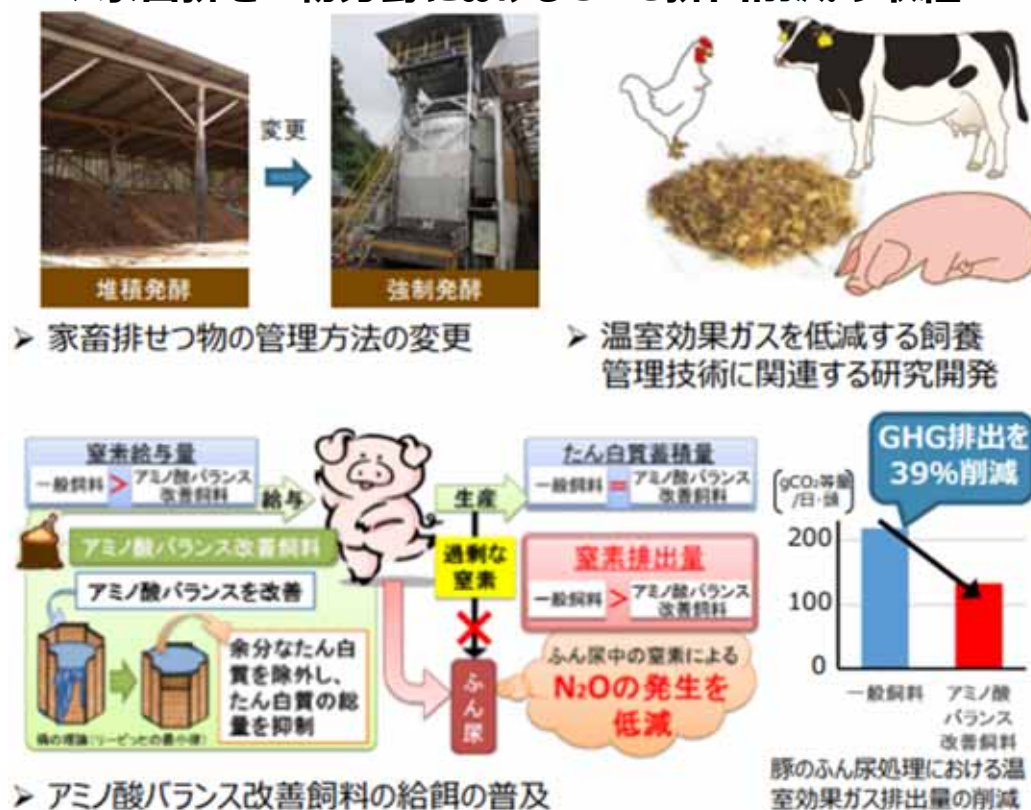 変更
堆積発酵
強制発酵
➢ 家畜排せつ物の管理方法の変更
➢ 温室効果ガスを低減する飼養
管理技術に関連する研究開発
窒素給与量
一般飼料 > アミノ酸バランス
改善飼料
給与
アミノ酸バランス改善飼料
アミノ酸バランスを改善
余分なたん白
質を除外し、
たん白質の総
量を抑制
桶の理論(リービッヒの最小律)
生産
過剰な
窒素
ふん尿
たん白質蓄積量
一般飼料 = アミノ酸バランス
改善飼料
窒素排出量
一般飼料 > アミノ酸バランス
改善飼料
ふん尿中の窒素による
N₂Oの発生を
低減
GHG排出を
39%削減
gCO₂等量
/日・頭
200
100
0
一般飼料
アミノ酸
バランス
改善飼料
豚のふん尿処理における温
室効果ガス排出量の削減
➢ アミノ酸バランス改善飼料の給餌の普及